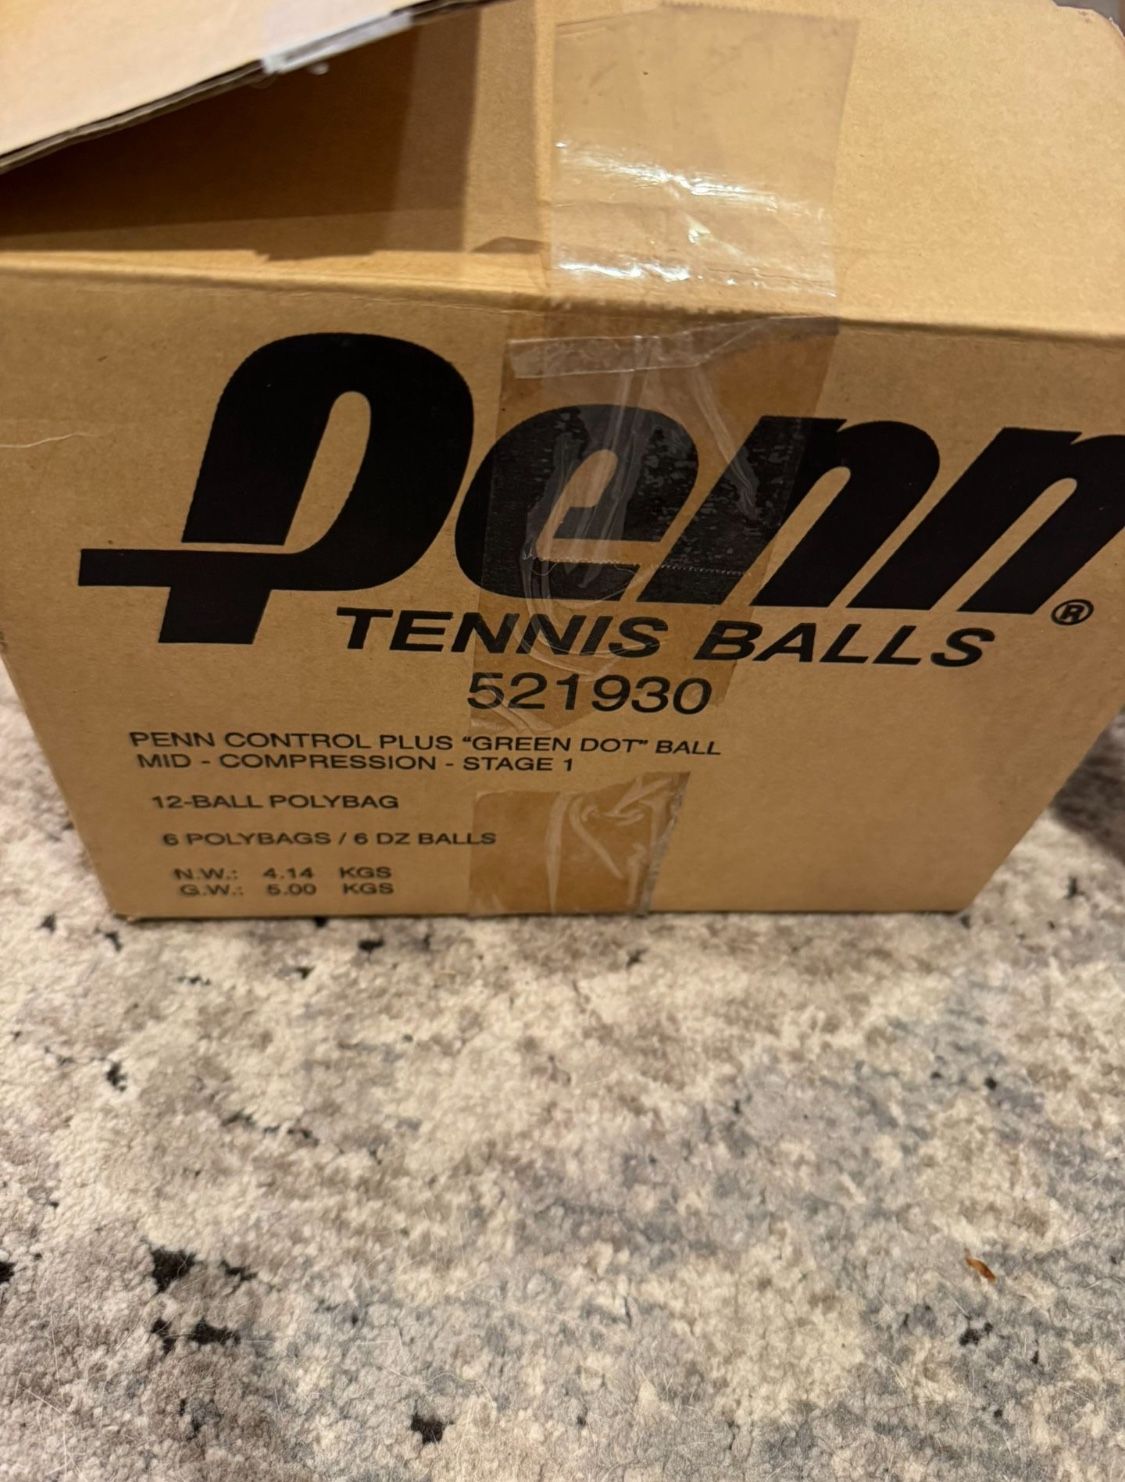 Penn®
TENNIS BALLS
521930
PENN CONTROL PLUS “GREEN DOT” BALL
MID - COMPRESSION - STAGE 1
12-BALL POLYBAG
6 POLYBAGS / 6 DZ BALLS
N.W.: 4.14 KGS
G.W.: 5.00 KGS